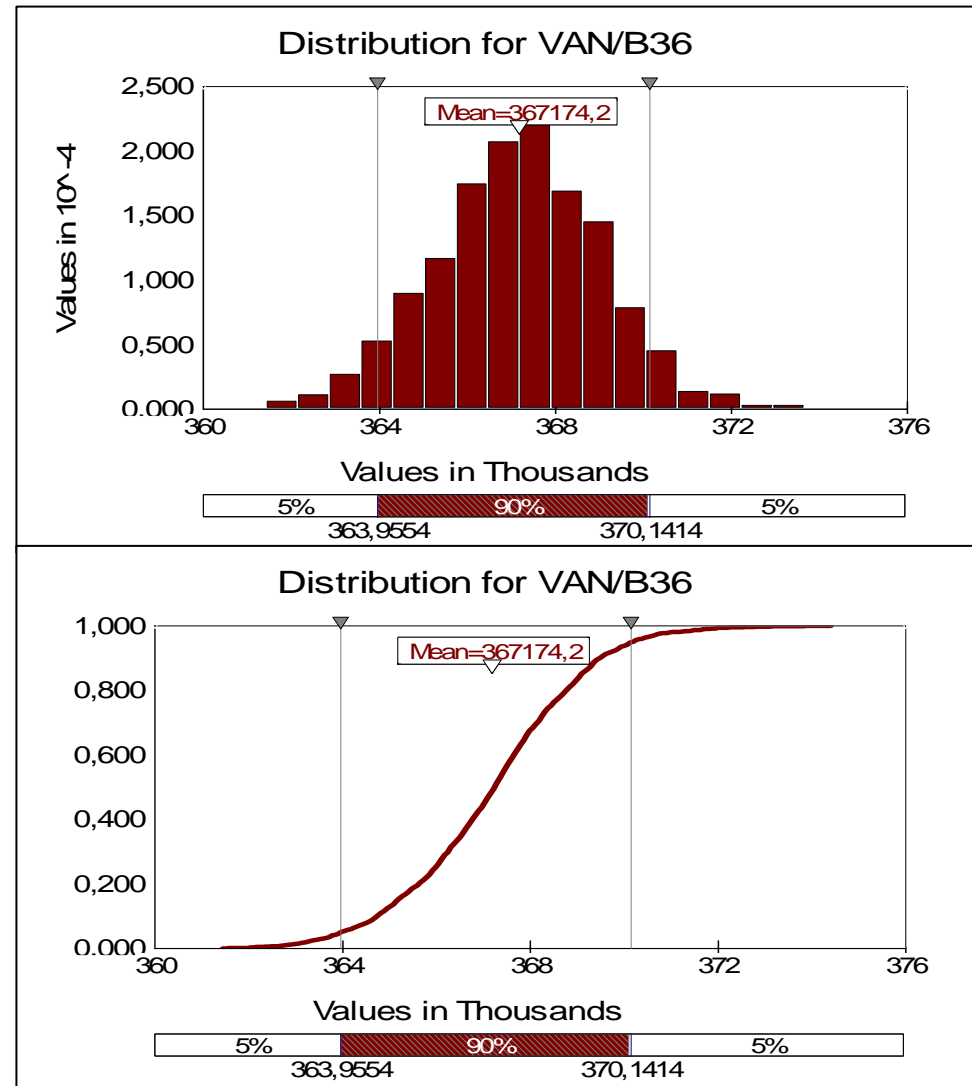 Distribution for VAN/B36
Values in 10^-4
2,500
2,000
1,500
1,000
0,500
0.000
Mean=367174,2
360 364 368 372 376
Values in Thousands
5% 90% 5%
363,9554 370,1414
Distribution for VAN/B36
1,000
0,800
0,600
0,400
0,200
0.000
Mean=367174,2
360 364 368 372 376
Values in Thousands
5% 90% 5%
363,9554 370,1414